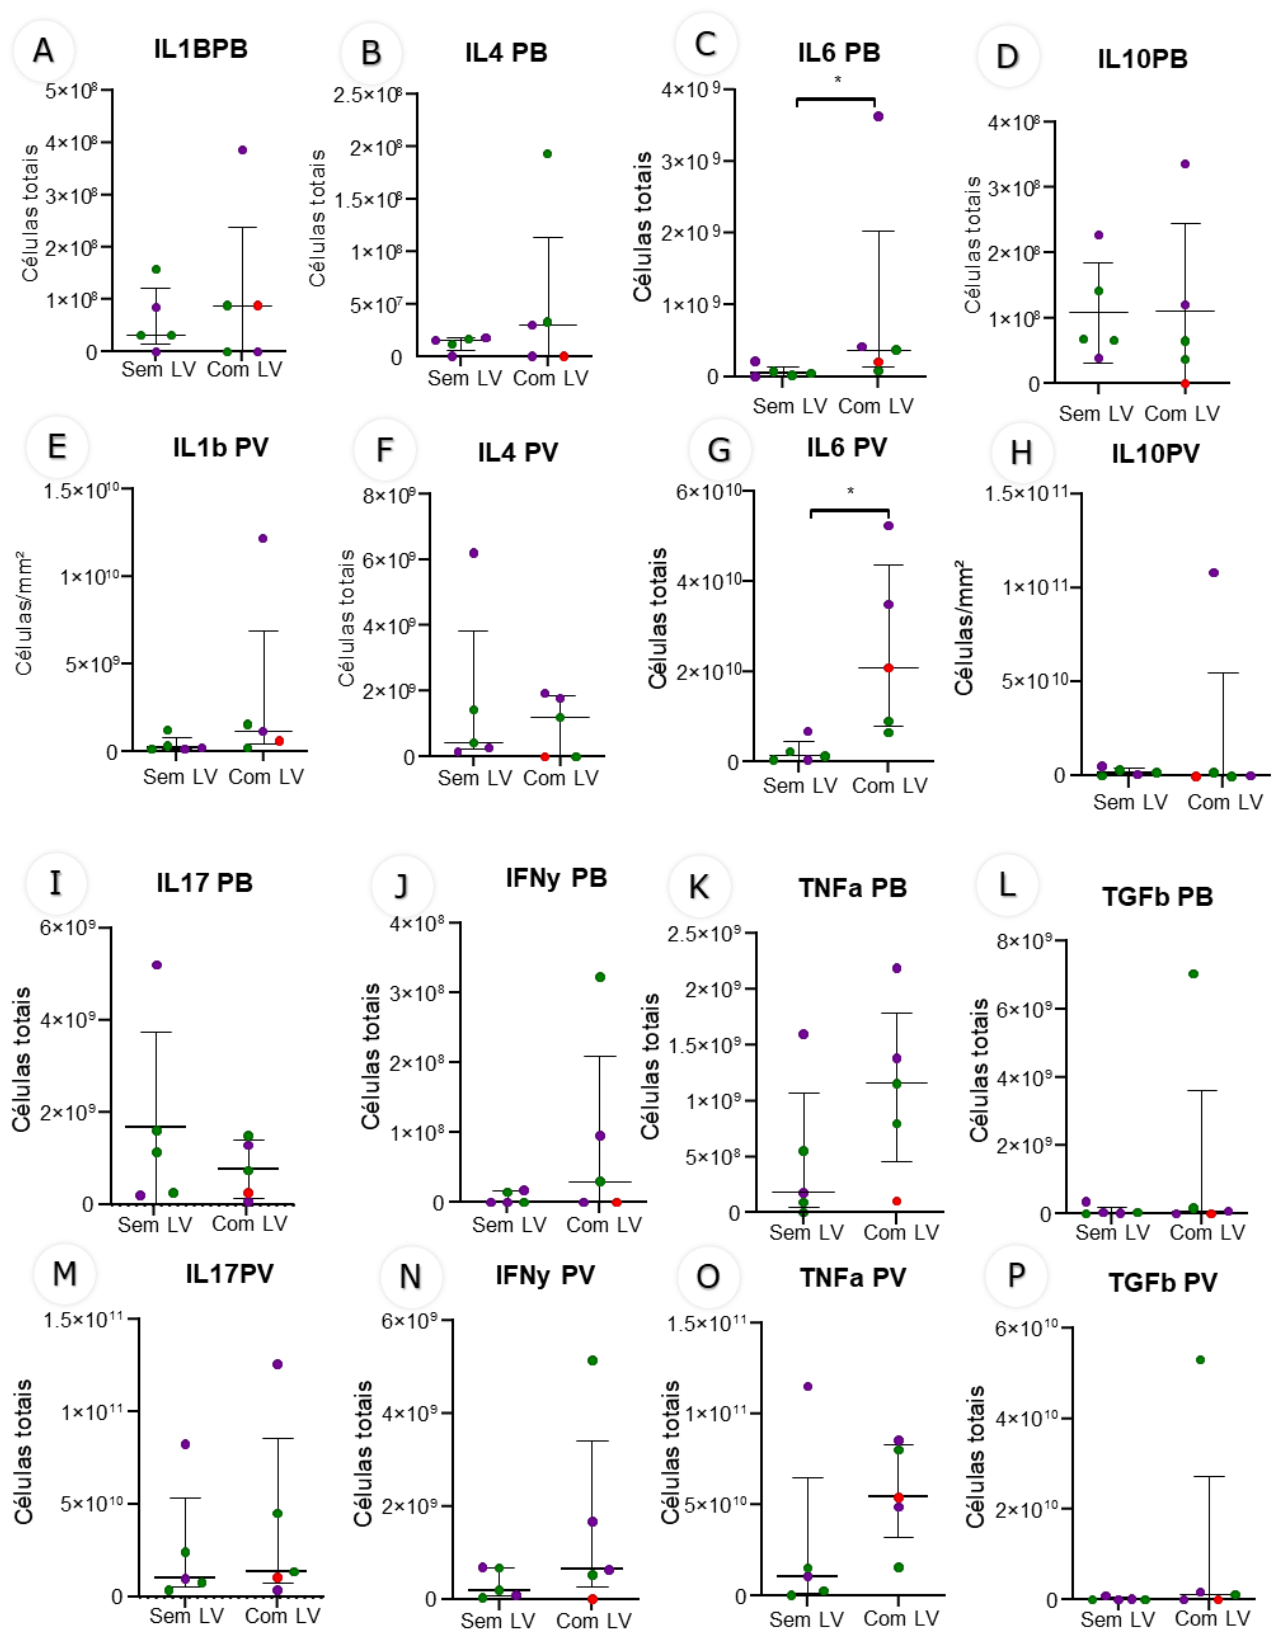 A IL1BPB
5×10⁸
4×10⁸
3×10⁸
2×10⁸
1×10⁸
0
Células totais
Sem LV Com LV
B IL4 PB
2.5×10⁸
2×10⁸
1.5×10⁸
1×10⁸
5×10⁷
0
Células totais
Sem LV Com LV
C IL6 PB
*
4×10⁹
3×10⁹
2×10⁹
1×10⁹
0
Células totais
Sem LV Com LV
D IL10PB
4×10⁸
3×10⁸
2×10⁸
1×10⁸
0
Células totais
Sem LV Com LV
E IL1b PV
1.5×10¹⁰
1×10¹⁰
5×10⁹
0
Células/mm²
Sem LV Com LV
F IL4 PV
8×10⁹
6×10⁹
4×10⁹
2×10⁹
0
Células totais
Sem LV Com LV
G IL6 PV
*
6×10¹⁰
4×10¹⁰
2×10¹⁰
0
Células totais
Sem LV Com LV
H IL10PV
1.5×10¹¹
1×10¹¹
5×10¹⁰
0
Células/mm²
Sem LV Com LV
I IL17 PB
6×10⁹
4×10⁹
2×10⁹
0
Células totais
Sem LV Com LV
J IFNy PB
4×10⁸
3×10⁸
2×10⁸
1×10⁸
0
Células totais
Sem LV Com LV
K TNFa PB
2.5×10⁹
2×10⁹
1.5×10⁹
1×10⁹
5×10⁸
0
Células totais
Sem LV Com LV
L TGFb PB
8×10⁹
6×10⁹
4×10⁹
2×10⁹
0
Células totais
Sem LV Com LV
M IL17PV
1.5×10¹¹
1×10¹¹
5×10¹⁰
0
Células totais
Sem LV Com LV
N IFNy PV
6×10⁹
4×10⁹
2×10⁹
0
Células totais
Sem LV Com LV
O TNFa PV
1.5×10¹¹
1×10¹¹
5×10¹⁰
0
Células totais
Sem LV Com LV
P TGFb PV
6×10¹⁰
4×10¹⁰
2×10¹⁰
0
Células totais
Sem LV Com LV